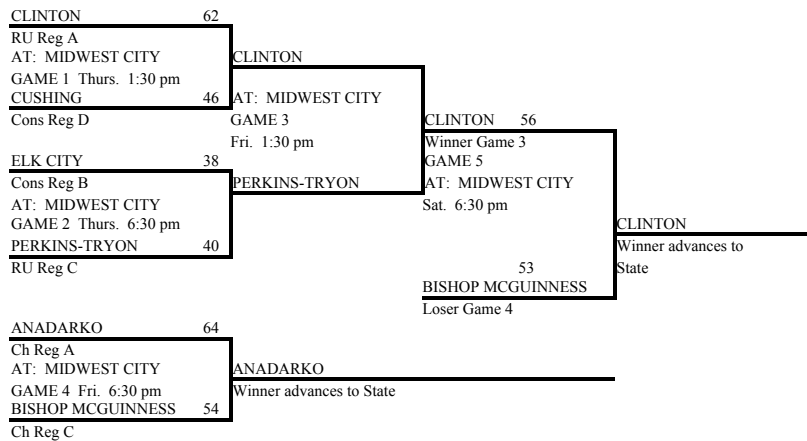 CLINTON 62
RU Reg A
AT: MIDWEST CITY
GAME 1 Thurs. 1:30 pm
CUSHING 46
Cons Reg D
CLINTON
AT: MIDWEST CITY
GAME 3
Fri. 1:30 pm
PERKINS-TRYON
ELK CITY 38
Cons Reg B
AT: MIDWEST CITY
GAME 2 Thurs. 6:30 pm
PERKINS-TRYON 40
RU Reg C
CLINTON 56
Winner Game 3
GAME 5
AT: MIDWEST CITY
Sat. 6:30 pm
53
BISHOP MCGUINNESS
Loser Game 4
CLINTON
Winner advances to
State
ANADARKO 64
Ch Reg A
AT: MIDWEST CITY
GAME 4 Fri. 6:30 pm
BISHOP MCGUINNESS 54
Ch Reg C
ANADARKO
Winner advances to State